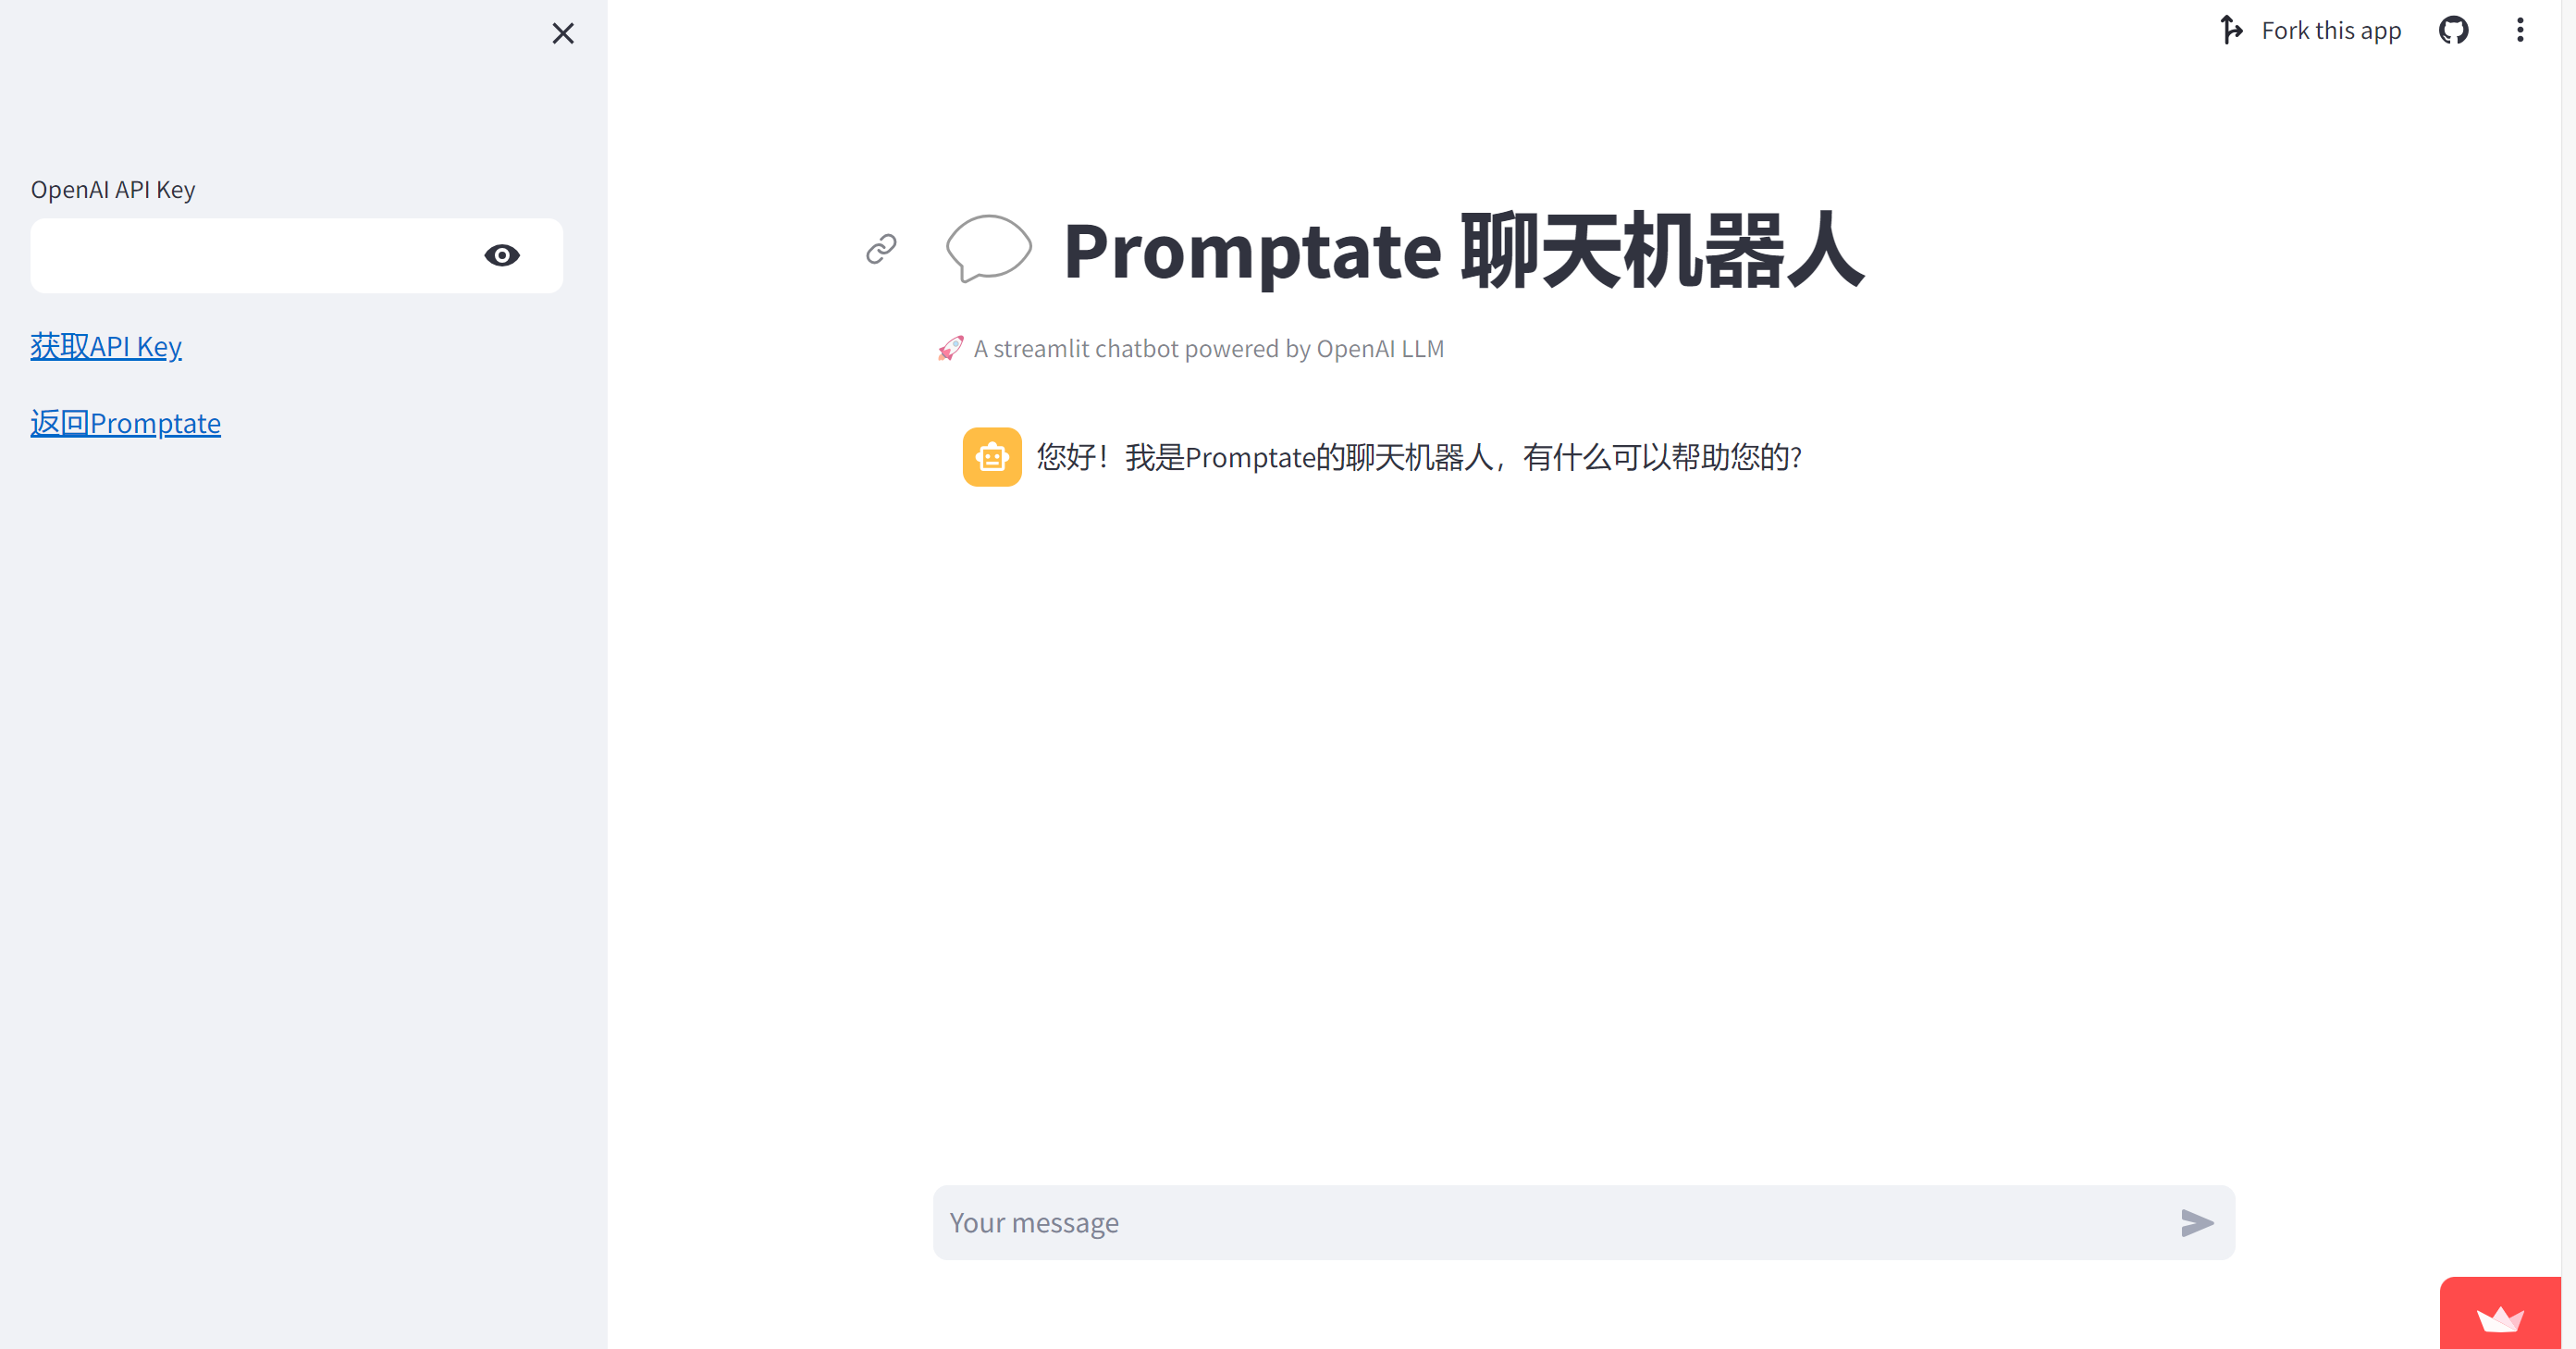 Fork this app
OpenAI API Key
获取API Key
返回Promptate
Promptate 聊天机器人
🚀 A streamlit chatbot powered by OpenAI LLM
您好！我是Promptate的聊天机器人，有什么可以帮助您的?
Your message